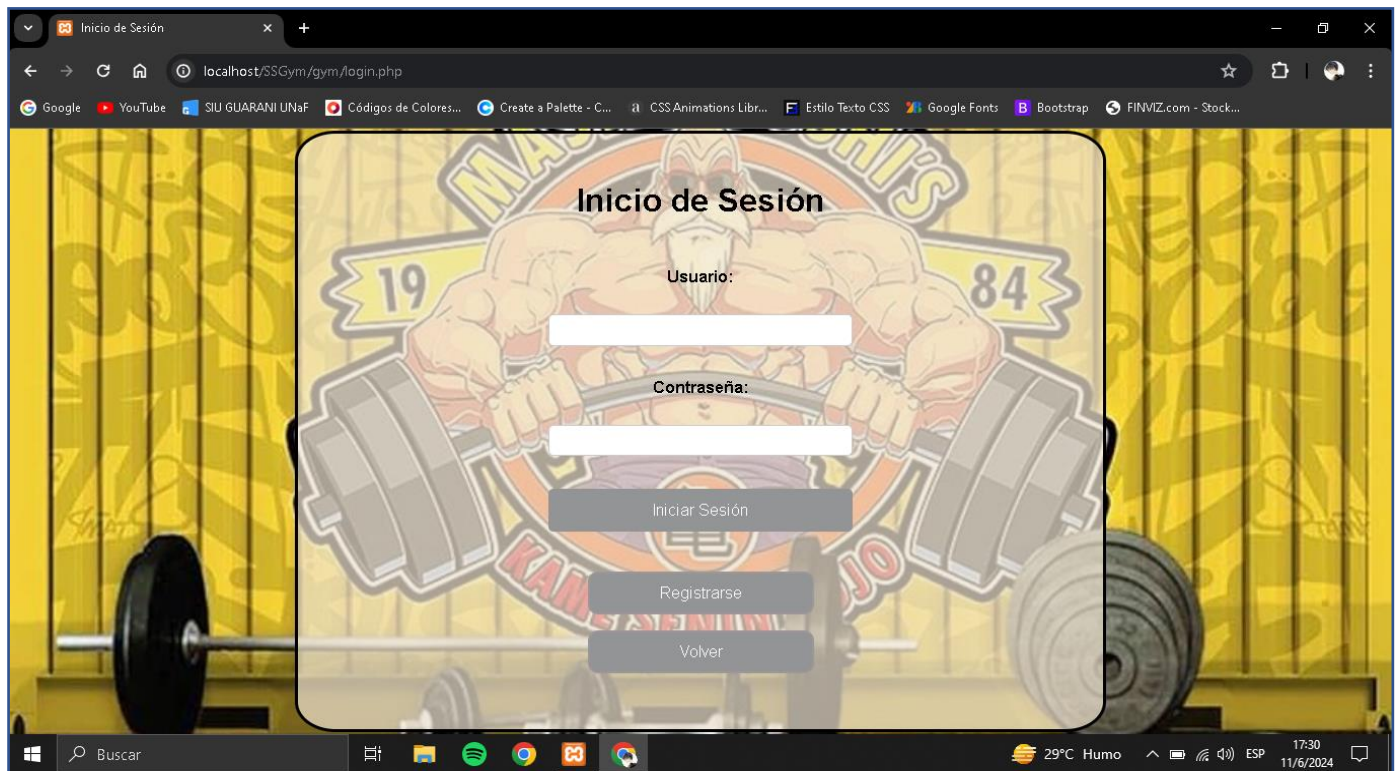 Inicio de Sesión
localhost/SSGym/gym/login.php
Google YouTube SIU GUARANI UNaF Códigos de Colores... Create a Palette - C... CSS Animations Libr... Estilo Texto CSS Google Fonts Bootstrap FINVIZ.com - Stock...
Inicio de Sesión
19 84
Usuario:
Contraseña:
Iniciar Sesión
亀
Registrarse
Volver
Buscar
29°C Humo ESP 17:30
11/6/2024